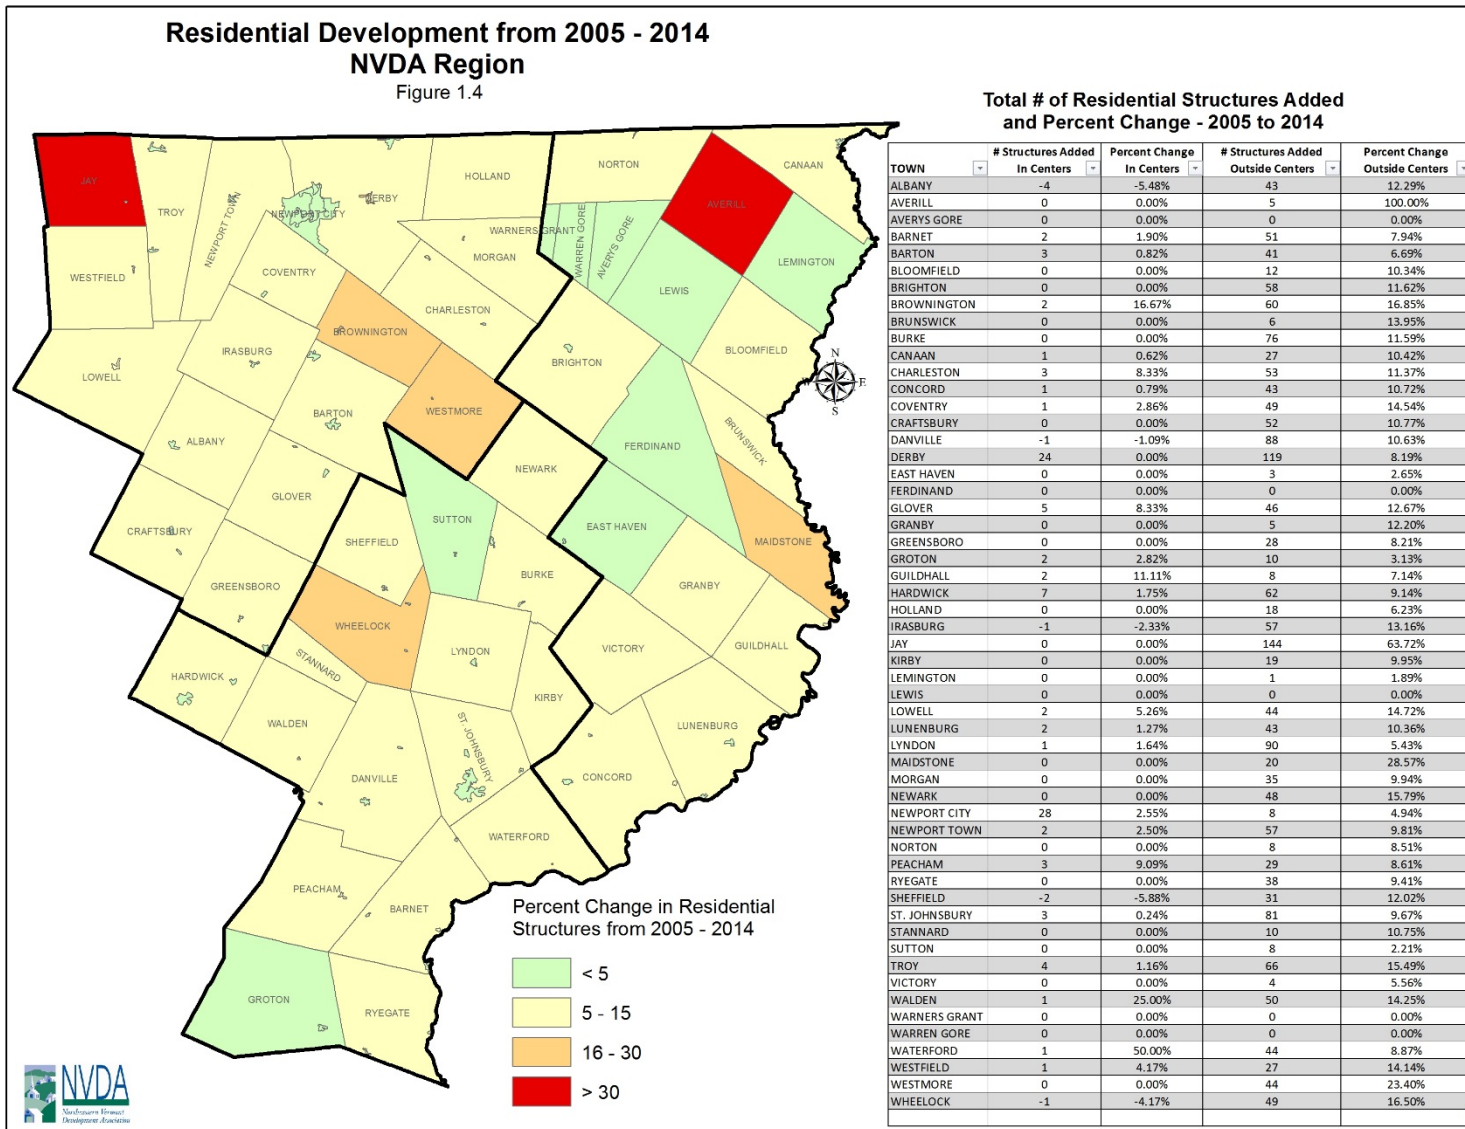 Residential Development from 2005 - 2014
NVDA Region
Figure 1.4
JAY
TROY
NEWPORT TOWN
NEWPORT CITY
DERBY
HOLLAND
NORTON
CANAAN
AVERILL
WARNERS GRANT
WARREN GORE
AVERYS GORE
LEMINGTON
LEWIS
MORGAN
WESTFIELD
COVENTRY
CHARLESTON
BROWNINGTON
BLOOMFIELD
BRIGHTON
IRASBURG
LOWELL
N
W E
S
WESTMORE
BARTON
BRUNSWICK
ALBANY
FERDINAND
NEWARK
GLOVER
SUTTON
EAST HAVEN
CRAFTSBURY
SHEFFIELD
MAIDSTONE
BURKE
GRANBY
GREENSBORO
WHEELOCK
LYNDON
VICTORY
GUILDHALL
STANNARD
HARDWICK
KIRBY
WALDEN
ST. JOHNSBURY
LUNENBURG
DANVILLE
CONCORD
WATERFORD
PEACHAM
BARNET
GROTON
RYEGATE
Percent Change in Residential
Structures from 2005 - 2014
< 5
5 - 15
16 - 30
> 30
NVDA
Northeastern Vermont
Development Association
Total # of Residential Structures Added
and Percent Change - 2005 to 2014
# Structures Added Percent Change # Structures Added Percent Change
TOWN In Centers In Centers Outside Centers Outside Centers
ALBANY -4 -5.48% 43 12.29%
AVERILL 0 0.00% 5 100.00%
AVERYS GORE 0 0.00% 0 0.00%
BARNET 2 1.90% 51 7.94%
BARTON 3 0.82% 41 6.69%
BLOOMFIELD 0 0.00% 12 10.34%
BRIGHTON 0 0.00% 58 11.62%
BROWNINGTON 2 16.67% 60 16.85%
BRUNSWICK 0 0.00% 6 13.95%
BURKE 0 0.00% 76 11.59%
CANAAN 1 0.62% 27 10.42%
CHARLESTON 3 8.33% 53 11.37%
CONCORD 1 0.79% 43 10.72%
COVENTRY 1 2.86% 49 14.54%
CRAFTSBURY 0 0.00% 52 10.77%
DANVILLE -1 -1.09% 88 10.63%
DERBY 24 0.00% 119 8.19%
EAST HAVEN 0 0.00% 3 2.65%
FERDINAND 0 0.00% 0 0.00%
GLOVER 5 8.33% 46 12.67%
GRANBY 0 0.00% 5 12.20%
GREENSBORO 0 0.00% 28 8.21%
GROTON 2 2.82% 10 3.13%
GUILDHALL 2 11.11% 8 7.14%
HARDWICK 7 1.75% 62 9.14%
HOLLAND 0 0.00% 18 6.23%
IRASBURG -1 -2.33% 57 13.16%
JAY 0 0.00% 144 63.72%
KIRBY 0 0.00% 19 9.95%
LEMINGTON 0 0.00% 1 1.89%
LEWIS 0 0.00% 0 0.00%
LOWELL 2 5.26% 44 14.72%
LUNENBURG 2 1.27% 43 10.36%
LYNDON 1 1.64% 90 5.43%
MAIDSTONE 0 0.00% 20 28.57%
MORGAN 0 0.00% 35 9.94%
NEWARK 0 0.00% 48 15.79%
NEWPORT CITY 28 2.55% 8 4.94%
NEWPORT TOWN 2 2.50% 57 9.81%
NORTON 0 0.00% 8 8.51%
PEACHAM 3 9.09% 29 8.61%
RYEGATE 0 0.00% 38 9.41%
SHEFFIELD -2 -5.88% 31 12.02%
ST. JOHNSBURY 3 0.24% 81 9.67%
STANNARD 0 0.00% 10 10.75%
SUTTON 0 0.00% 8 2.21%
TROY 4 1.16% 66 15.49%
VICTORY 0 0.00% 4 5.56%
WALDEN 1 25.00% 50 14.25%
WARNERS GRANT 0 0.00% 0 0.00%
WARREN GORE 0 0.00% 0 0.00%
WATERFORD 1 50.00% 44 8.87%
WESTFIELD 1 4.17% 27 14.14%
WESTMORE 0 0.00% 44 23.40%
WHEELOCK -1 -4.17% 49 16.50%